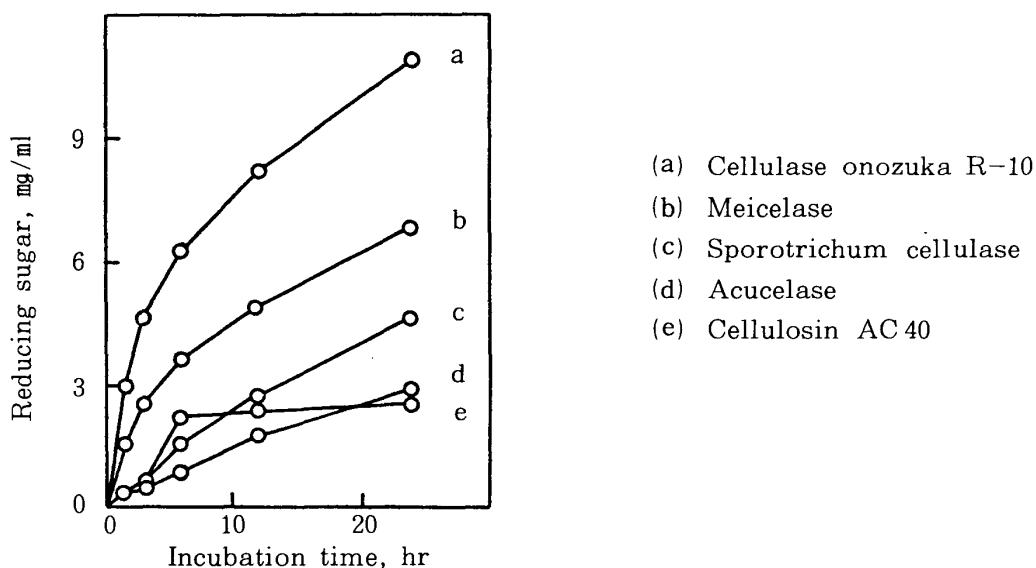 Reducing sugar, mg/ml
9
6
3
0
0
10
20
Incubation time, hr
a
b
c
d
e
(a) Cellulase onozuka R-10
(b) Meicelase
(c) Sporotrichum cellulase
(d) Acucelase
(e) Cellulosin AC 40